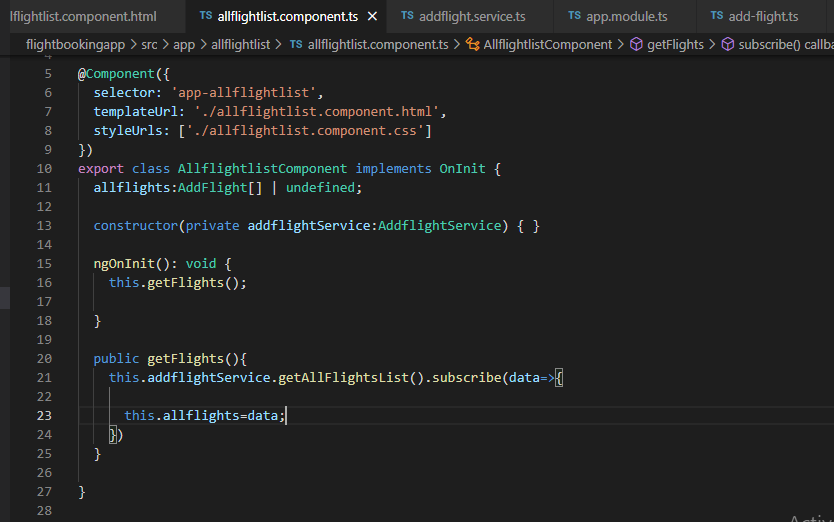 lflightlist.component.html TS allflightlist.component.ts × TS addflight.service.ts TS app.module.ts TS add-flight.ts
flightbookingapp > src > app > allflightlist > TS allflightlist.component.ts > AllflightlistComponent > getFlights > subscribe() callba
5 @Component({
6 selector: 'app-allflightlist',
7 templateUrl: './allflightlist.component.html',
8 styleUrls: ['./allflightlist.component.css']
9 })
10 export class AllflightlistComponent implements OnInit {
11 allflights:AddFlight[] | undefined;
12
13 constructor(private addflightService:AddflightService) { }
14
15 ngOnInit(): void {
16 this.getFlights();
17
18 }
19
20 public getFlights(){
21 this.addflightService.getAllFlightsList().subscribe(data=>{
22
23 this.allflights=data;
24 })
25 }
26
27 }
28